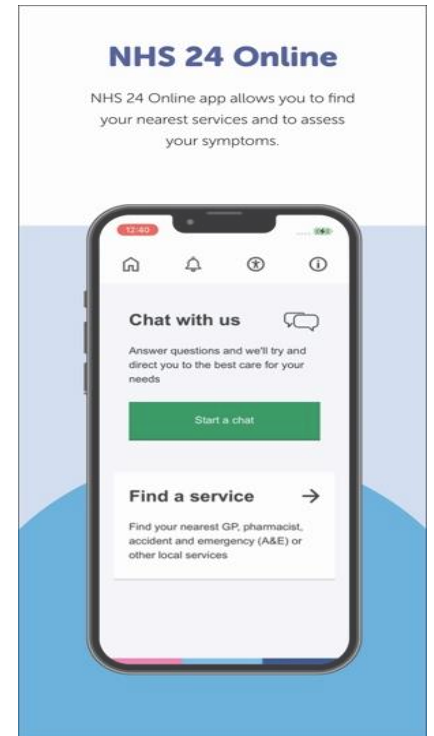 NHS 24 Online
NHS 24 Online app allows you to find
your nearest services and to assess
your symptoms.
12:40
Chat with us
Answer questions and we'll try and
direct you to the best care for your
needs
Start a chat
Find a service
Find your nearest GP, pharmacist,
accident and emergency (A&E) or
other local services